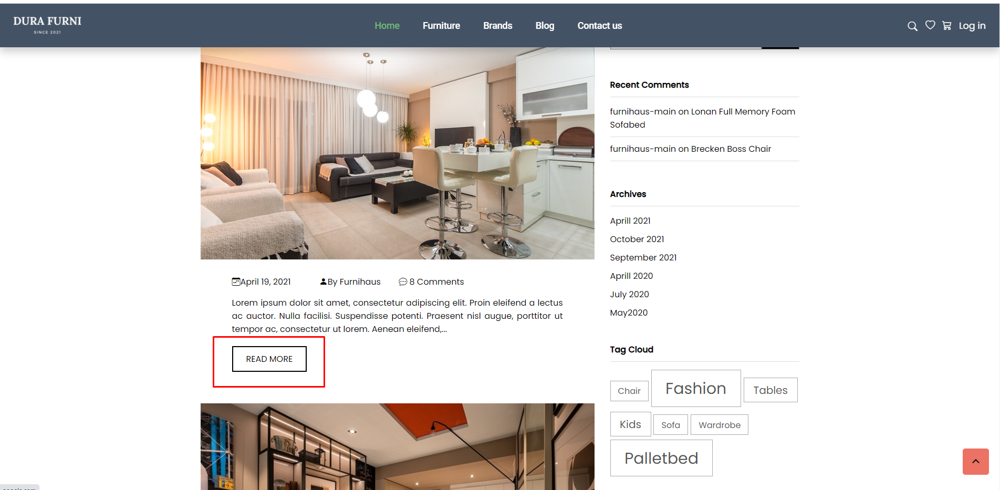 DURA FURNI
SINCE 2021
Home Furniture Brands Blog Contact us
Log in
Recent Comments
furnihaus-main on Lonan Full Memory Foam
Sofabed
furnihaus-main on Brecken Boss Chair
Archives
Aprill 2021
October 2021
September 2021
Aprill 2020
July 2020
May2020
April 19, 2021 By Furnihaus 8 Comments
Lorem ipsum dolor sit amet, consectetur adipiscing elit. Proin eleifend a lectus
ac auctor. Nulla facilisi. Suspendisse potenti. Praesent nisl augue, porttitor ut
tempor ac, consectetur ut lorem. Aenean eleifend,...
READ MORE
Tag Cloud
Chair Fashion Tables
Kids Sofa Wardrobe
Palletbed